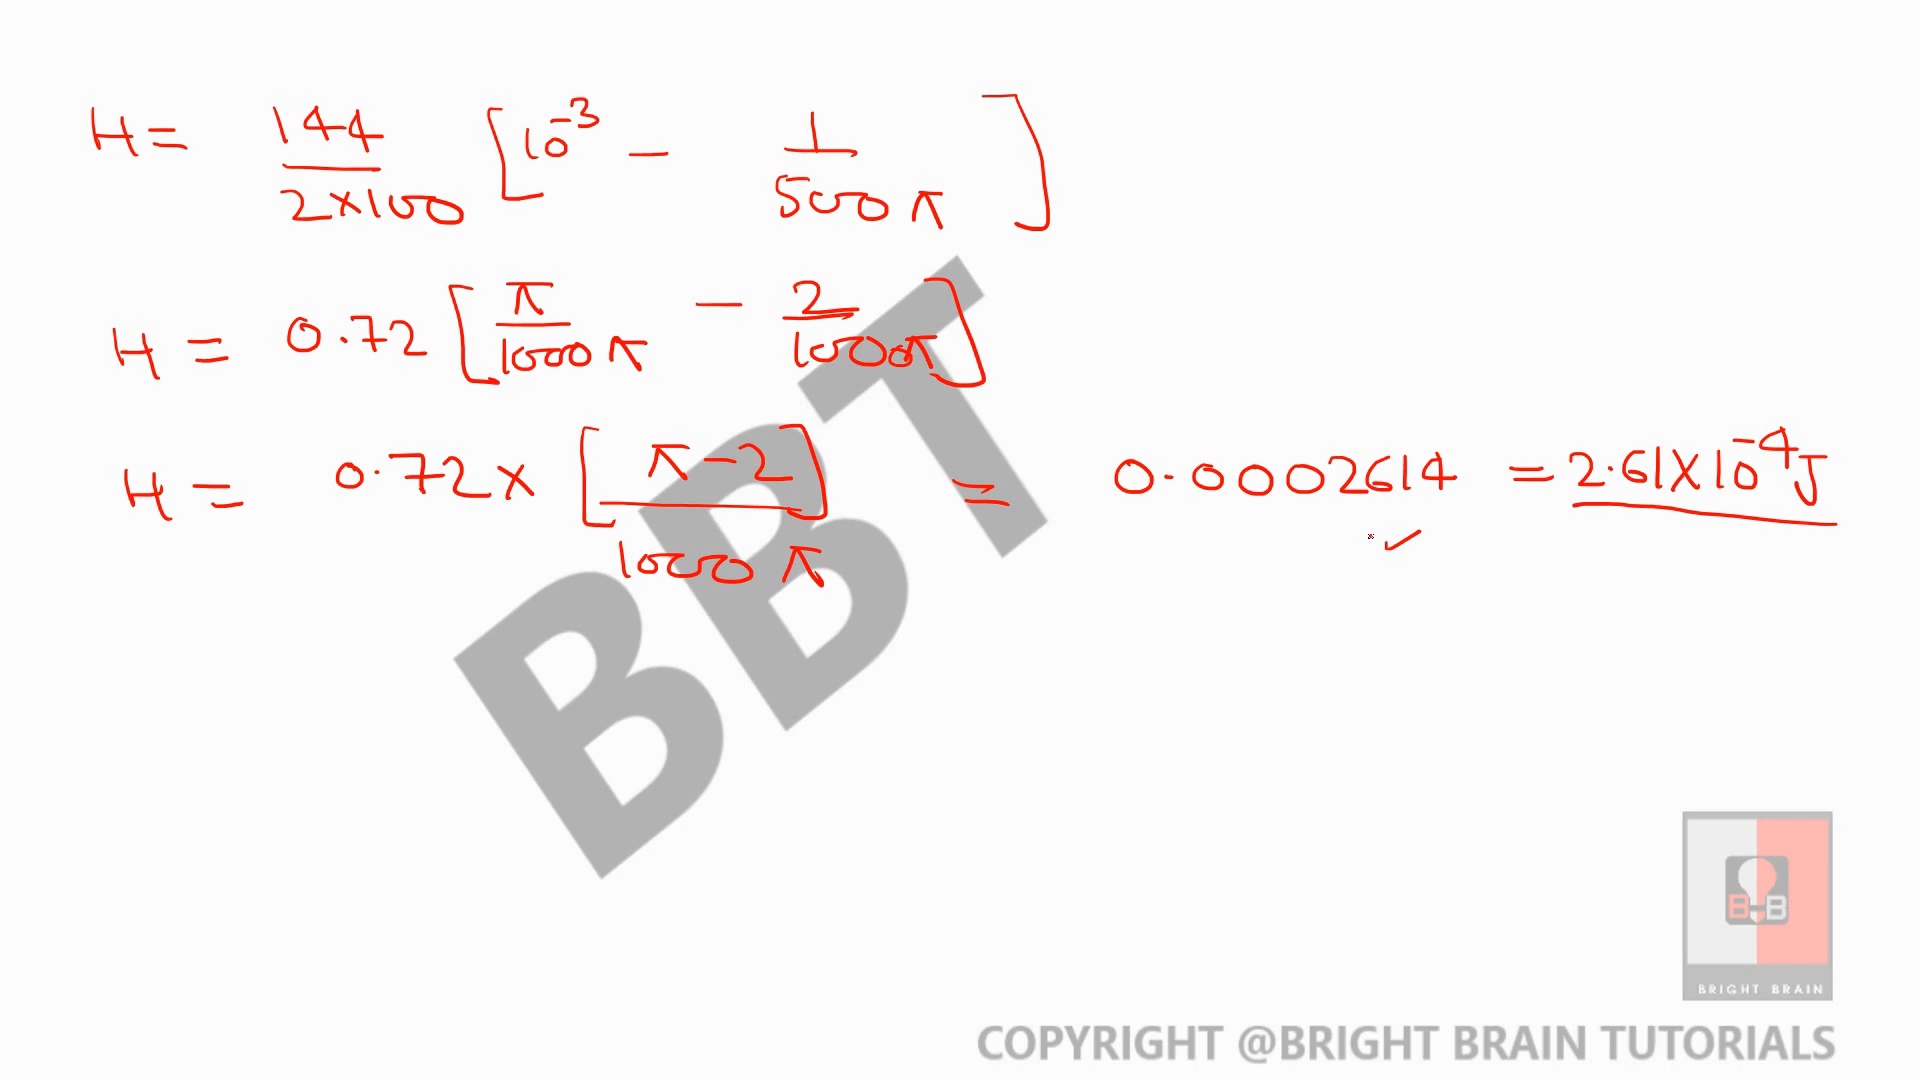 H = 144/2×100 [10⁻³ − 1/500π]
H = 0.72 [π/1000π − 2/1000π]
H = 0.72 × [π−2/1000π] = 0.0002614 = 2.61×10⁻⁴J
✓
BBT
B-B
BRIGHT BRAIN
COPYRIGHT @BRIGHT BRAIN TUTORIALS